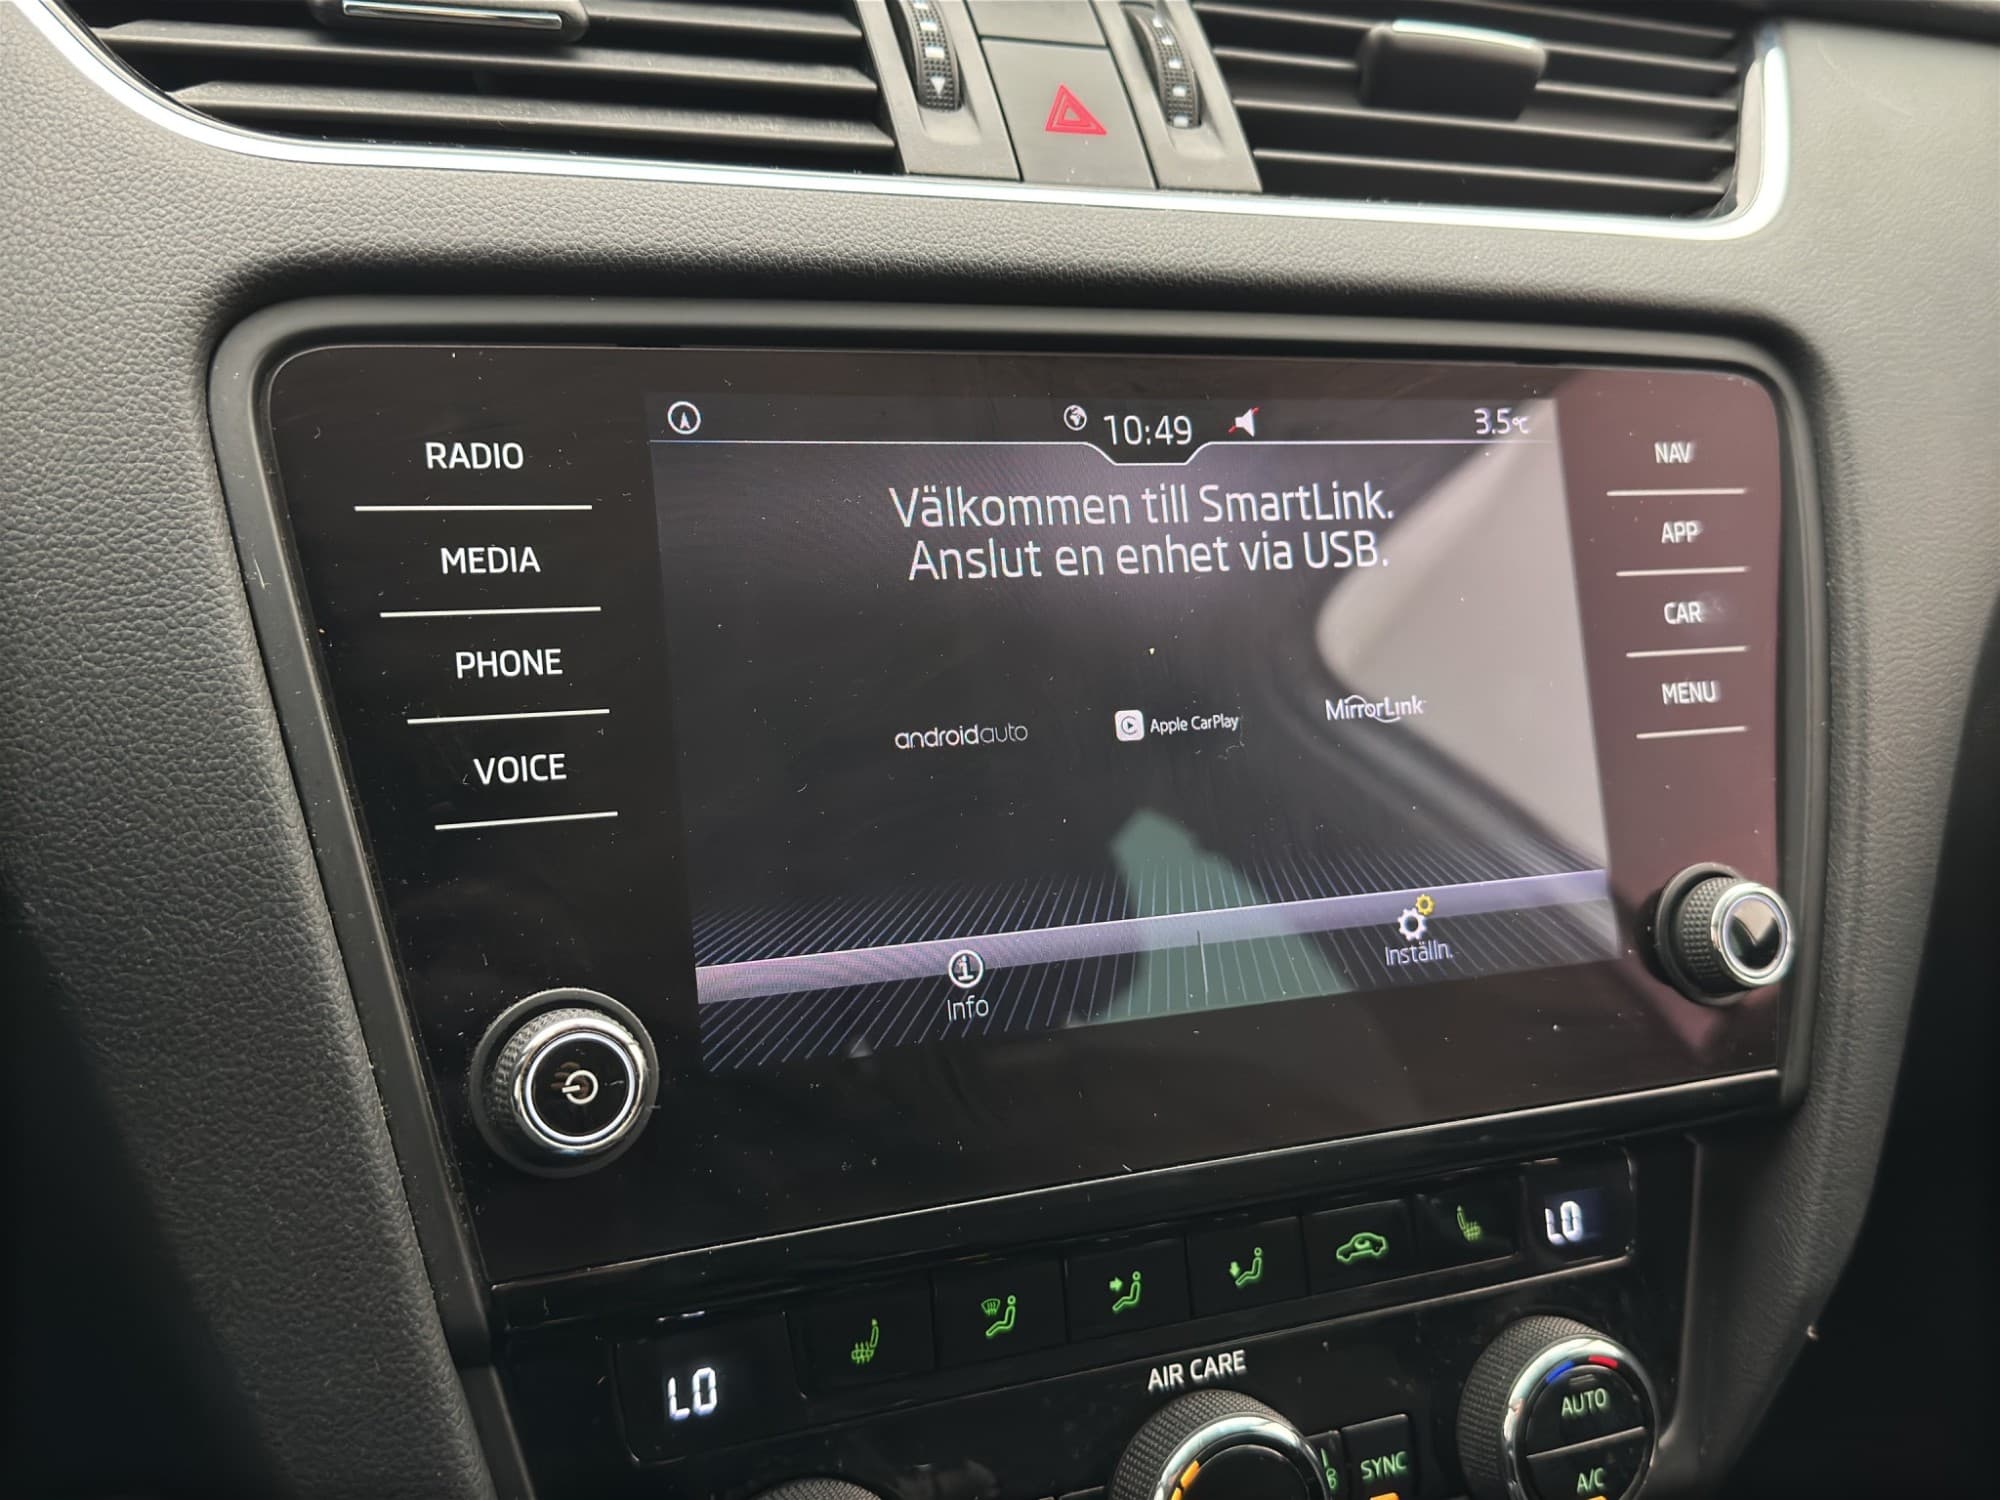 10:49
3.5°C
RADIO
MEDIA
PHONE
VOICE
Välkommen till SmartLink.
Anslut en enhet via USB.
androidauto
Apple CarPlay
MirrorLink
Info
Inställn.
NAV
APP
CAR
MENU
LO
LO
AIR CARE
SYNC
AUTO
A/C